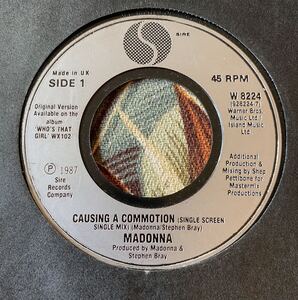 SIRE
Made in UK
SIDE 1
45 RPM
W 8224
(928224-7)
Warner Bros.
Music Ltd./
Island Music
Ltd.
Original Version
Available on the
album
'WHO'S THAT
GIRL' WX102
Ⓟ 1987
Sire
Records
Company
Additional
Production &
Mixing by Shep
Pettibone for
Mastermix
Productions
CAUSING A COMMOTION (SINGLE SCREEN
SINGLE MIX) (Madonna/Stephen Bray)
MADONNA
Produced by Madonna &
Stephen Bray